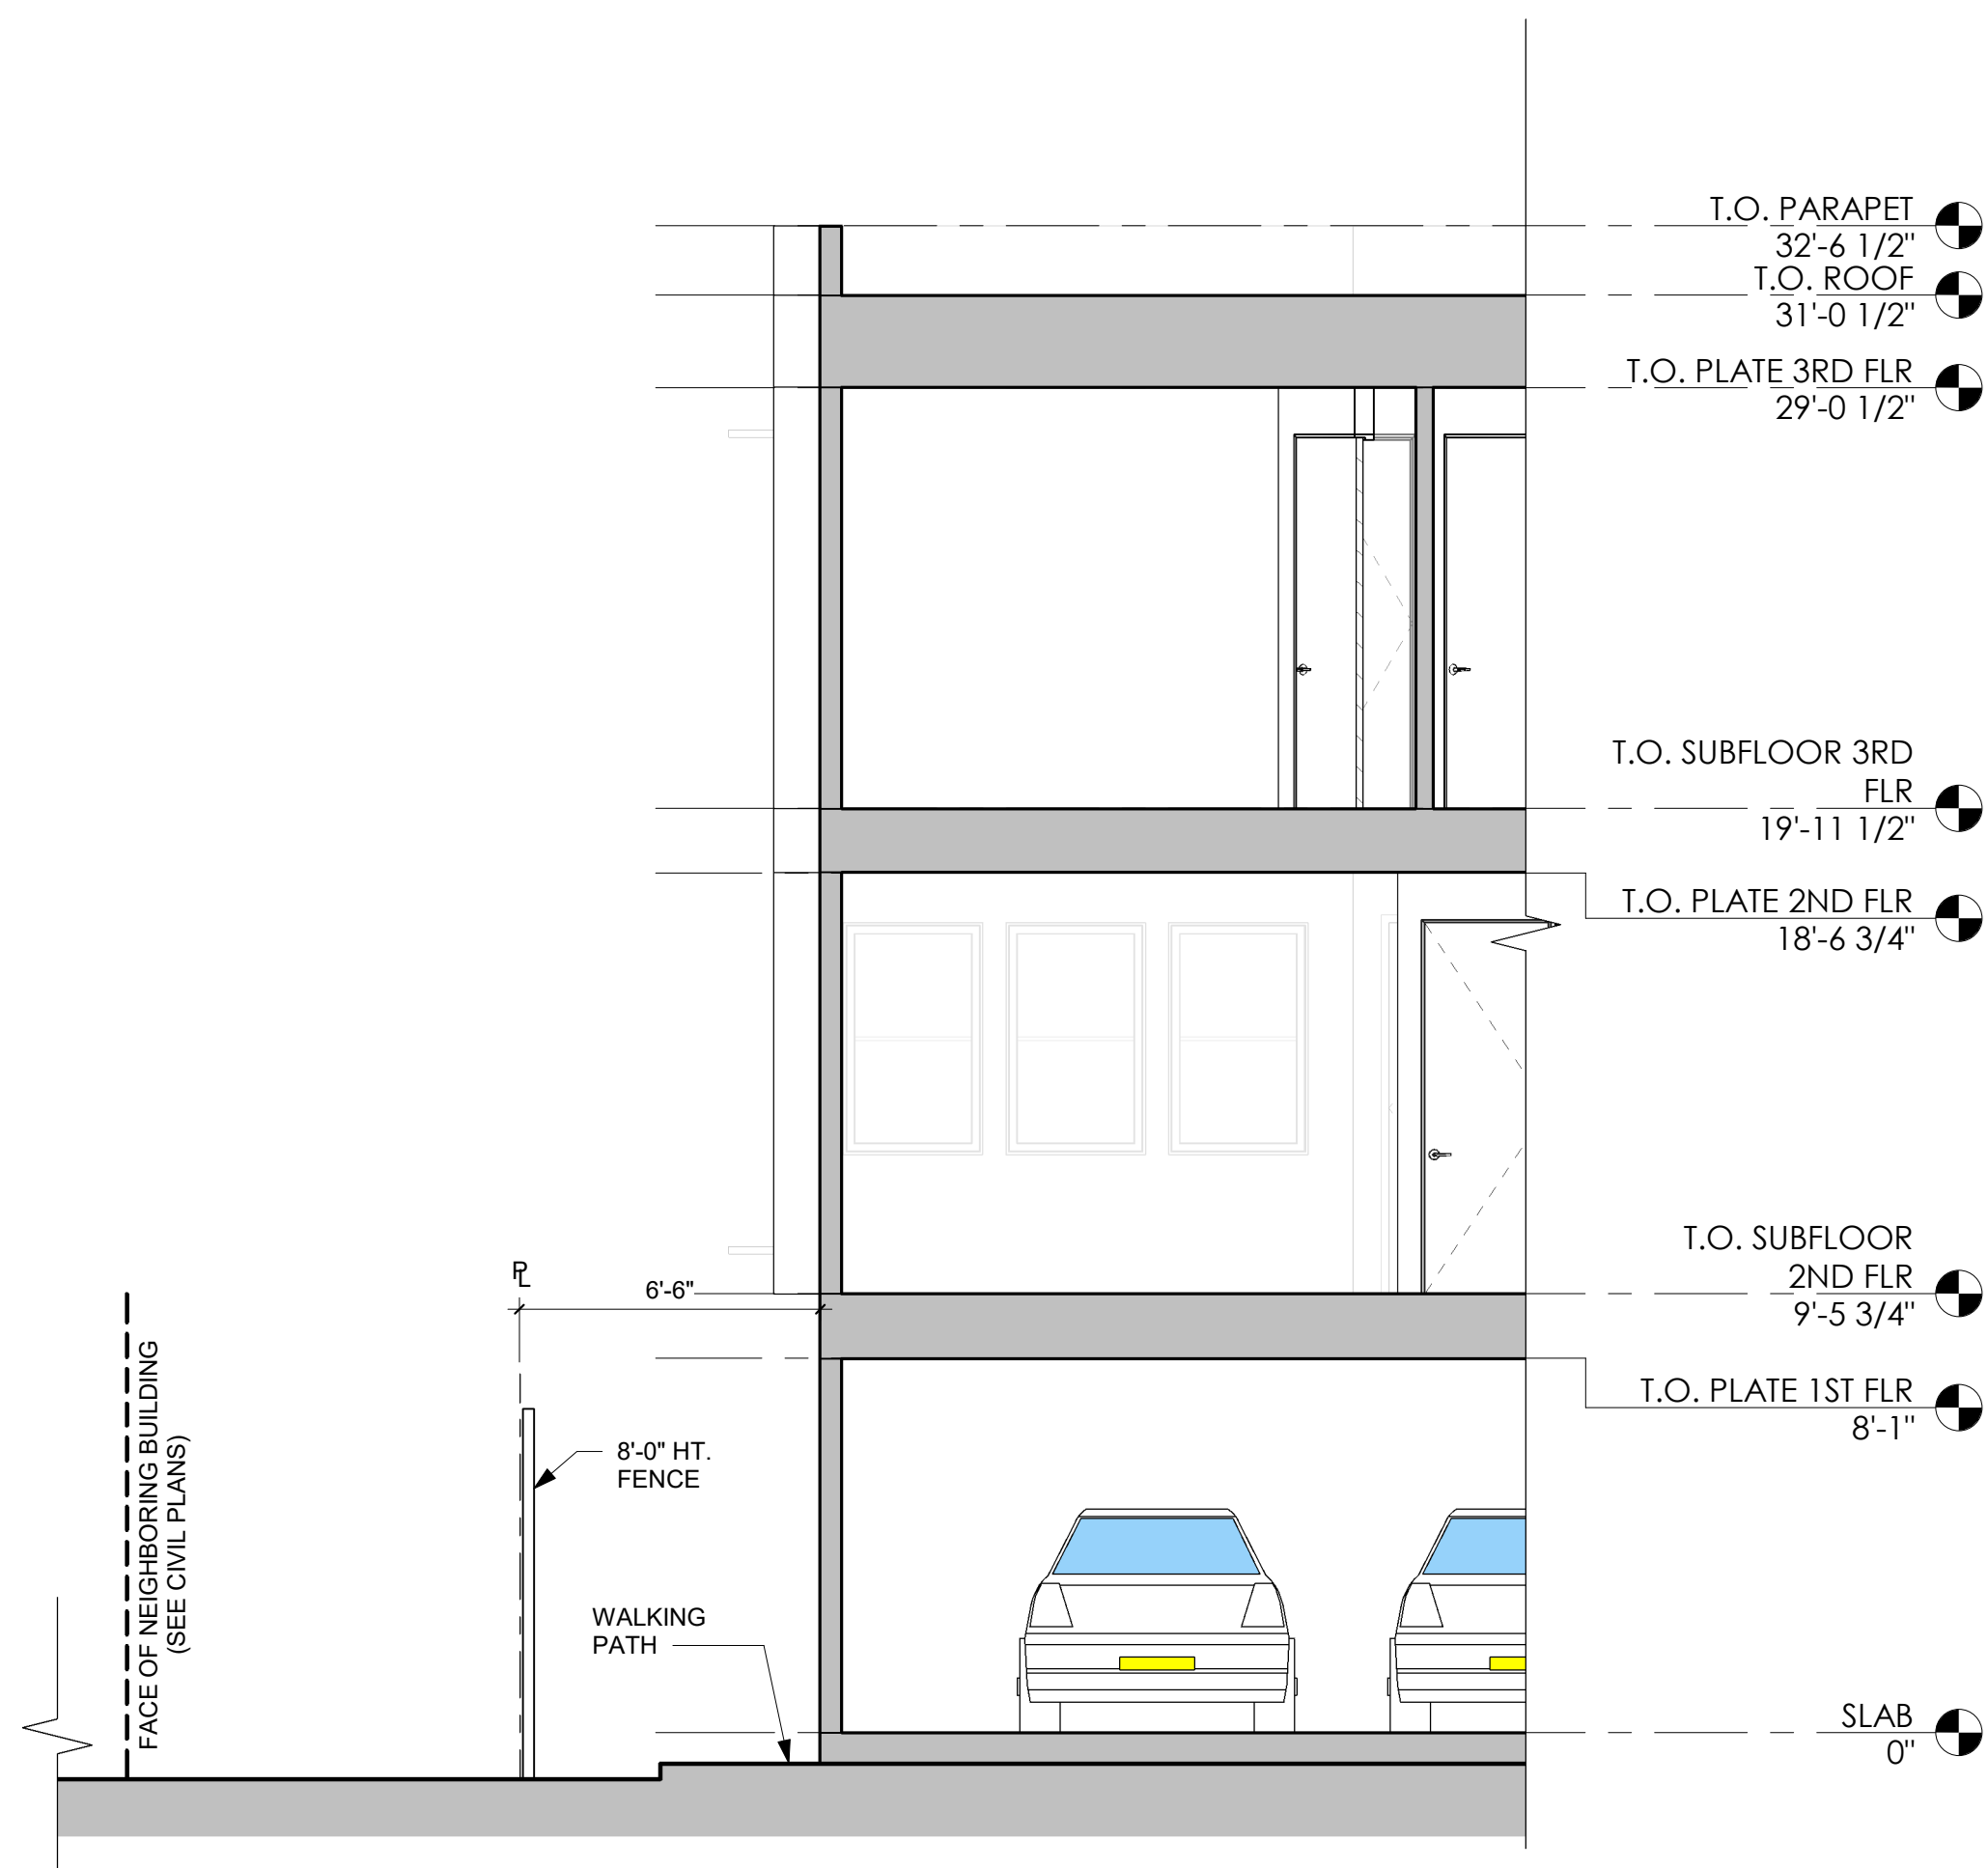 T.O. PARAPET
32'-6 1/2"
T.O. ROOF
31'-0 1/2"
T.O. PLATE 3RD FLR
29'-0 1/2"
T.O. SUBFLOOR 3RD
FLR
19'-11 1/2"
T.O. PLATE 2ND FLR
18'-6 3/4"
T.O. SUBFLOOR
2ND FLR
9'-5 3/4"
PL
6'-6"
FACE OF NEIGHBORING BUILDING
(SEE CIVIL PLANS)
T.O. PLATE 1ST FLR
8'-1"
8'-0" HT.
FENCE
WALKING
PATH
SLAB
0"